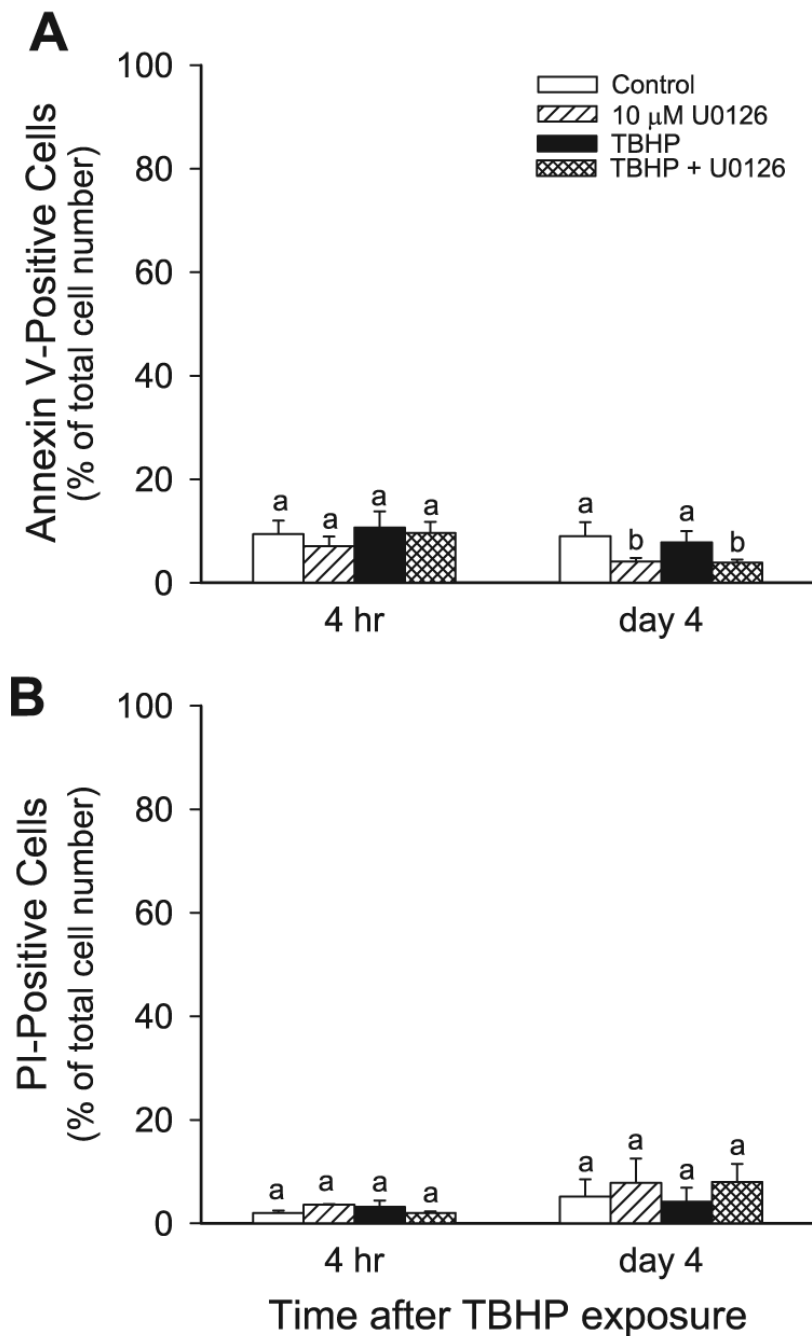 A
Annexin V-Positive Cells
(% of total cell number)
100
80
60
40
20
0
Control
10 μM U0126
TBHP
TBHP + U0126
a
a
a
a
a
b
a
b
4 hr
day 4
B
PI-Positive Cells
(% of total cell number)
100
80
60
40
20
0
a
a
a
a
a
a
a
a
4 hr
day 4
Time after TBHP exposure